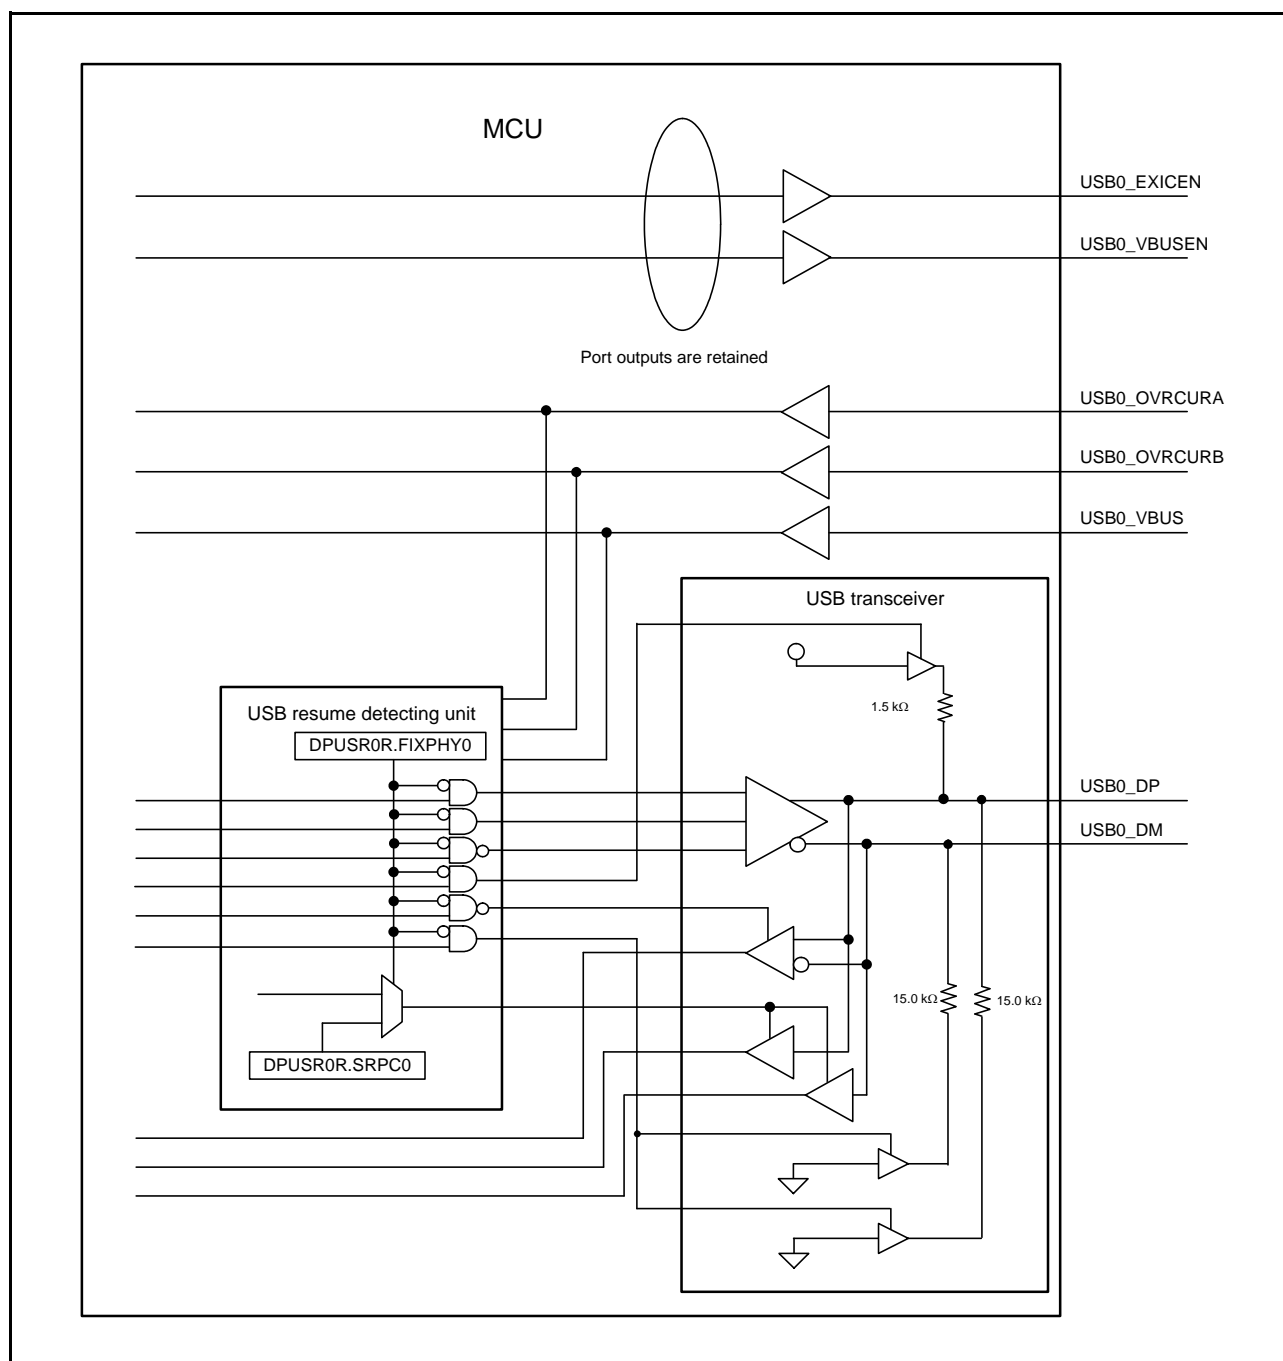 MCU
USB0_EXICEN
USB0_VBUSEN
Port outputs are retained
USB0_OVRCURA
USB0_OVRCURB
USB0_VBUS
USB transceiver
1.5 kΩ
USB resume detecting unit
DPUSR0R.FIXPHY0
USB0_DP
USB0_DM
15.0 kΩ
15.0 kΩ
DPUSR0R.SRPC0